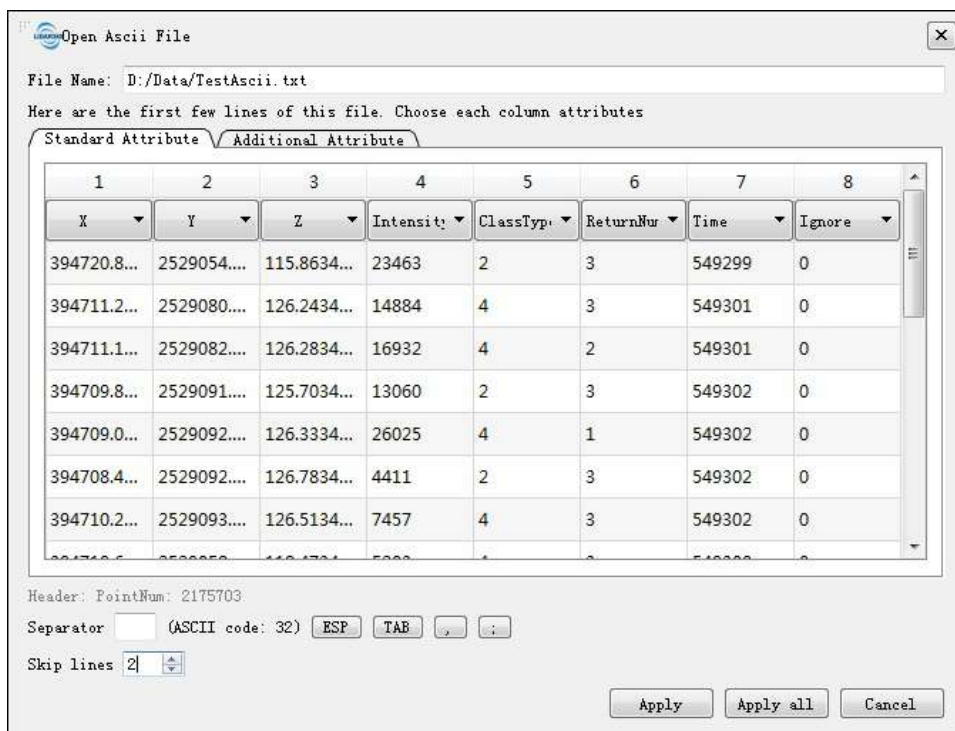 Open Ascii File
File Name: D:/Data/TestAscii.txt
Here are the first few lines of this file. Choose each column attributes
Standard Attribute Additional Attribute
1 2 3 4 5 6 7 8
X Y Z Intensit ClassTyp ReturnNur Time Ignore
394720.8... 2529054.... 115.8634... 23463 2 3 549299 0
394711.2... 2529080.... 126.2434... 14884 4 3 549301 0
394711.1... 2529082.... 126.2834... 16932 4 2 549301 0
394709.8... 2529091.... 125.7034... 13060 2 3 549302 0
394709.0... 2529092.... 126.3334... 26025 4 1 549302 0
394708.4... 2529092.... 126.7834... 4411 2 3 549302 0
394710.2... 2529093.... 126.5134... 7457 4 3 549302 0
Header: PointNum: 2175703
Separator (ASCII code: 32) ESP TAB , ;
Skip lines 2
Apply Apply all Cancel